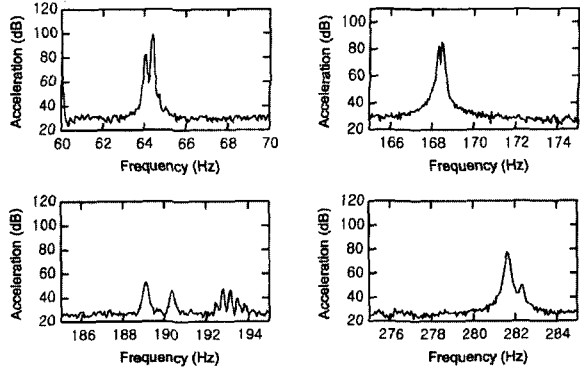 Acceleration (dB)
120
100
80
60
40
20
60 62 64 66 68 70
Frequency (Hz)
Acceleration (dB)
100
80
60
40
20
166 168 170 172 174
Frequency (Hz)
Acceleration (dB)
120
100
80
60
40
20
186 188 190 192 194
Frequency (Hz)
Acceleration (dB)
120
100
80
60
40
20
276 278 280 282 284
Frequency (Hz)